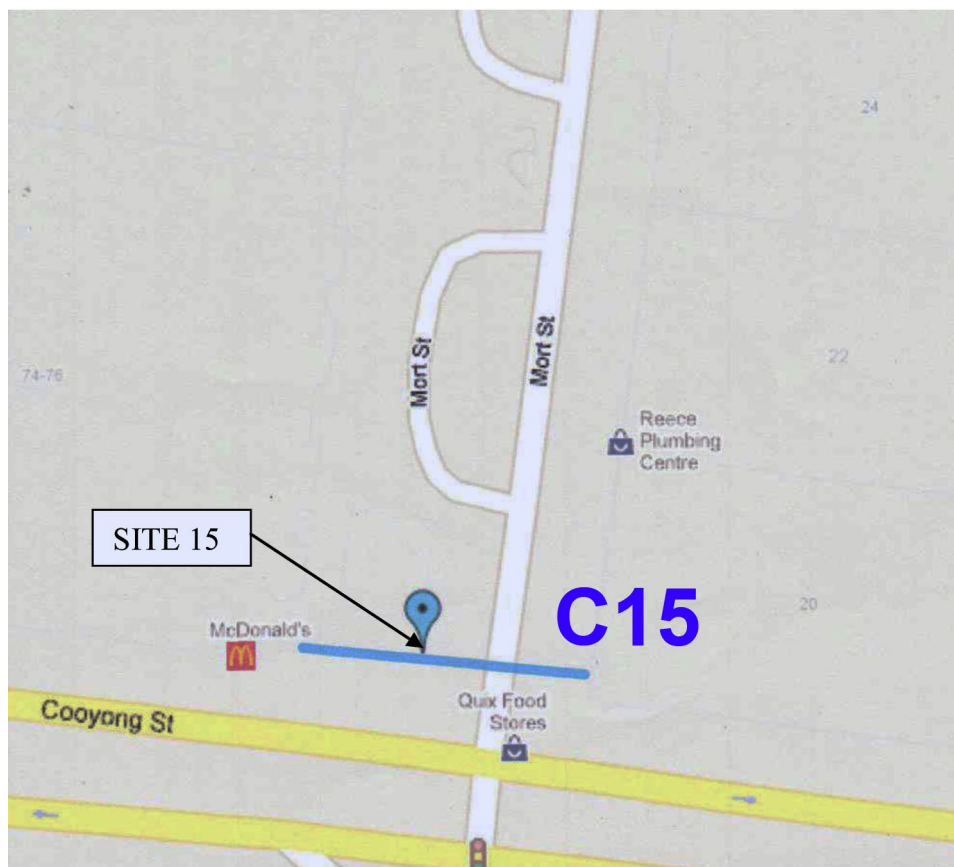 24
Mort St
Mort St
22
74-76
Reece
Plumbing
Centre
SITE 15
C15
20
McDonald's
Quix Food
Stores
Cooyong St